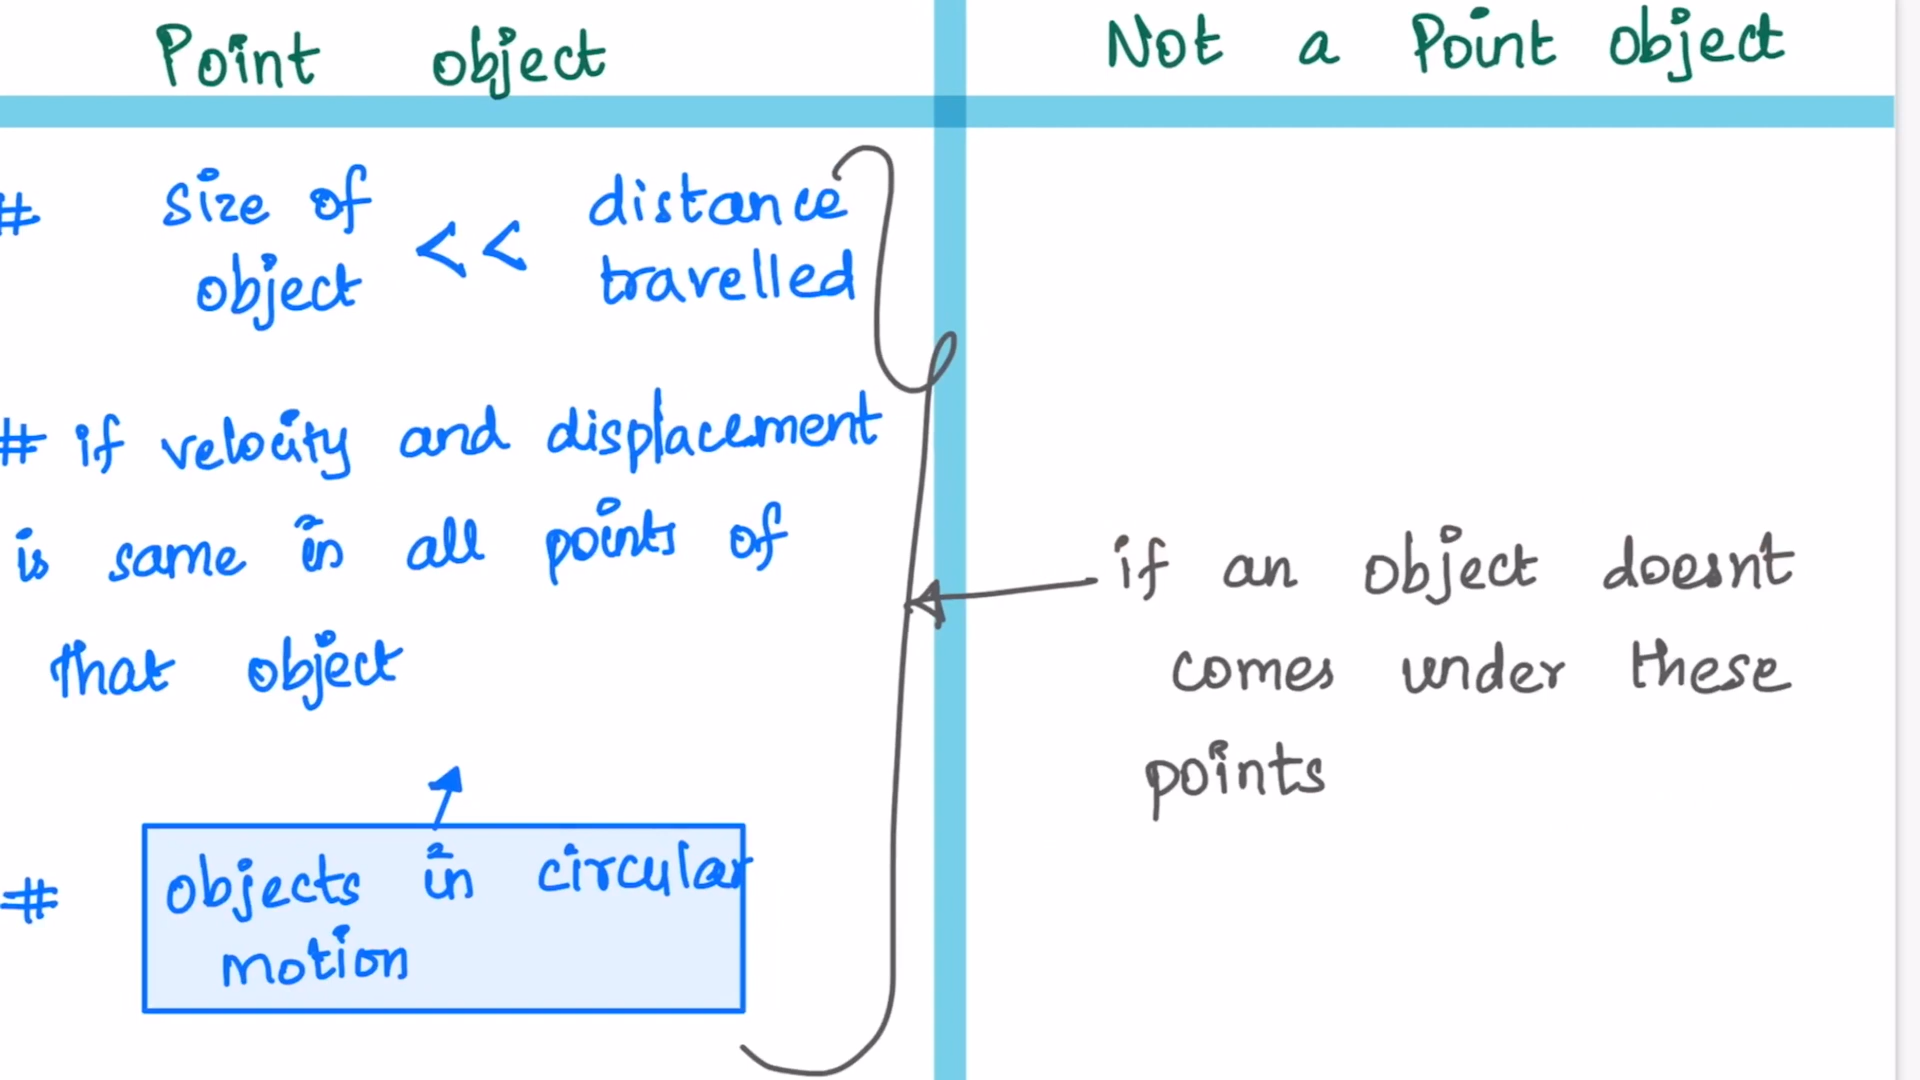 Point object
Not a Point object
# size of
object << distance
travelled
# if velocity and displacement
is same in all points of
that object
# objects in circular
motion
if an object doesnt
comes under these
points